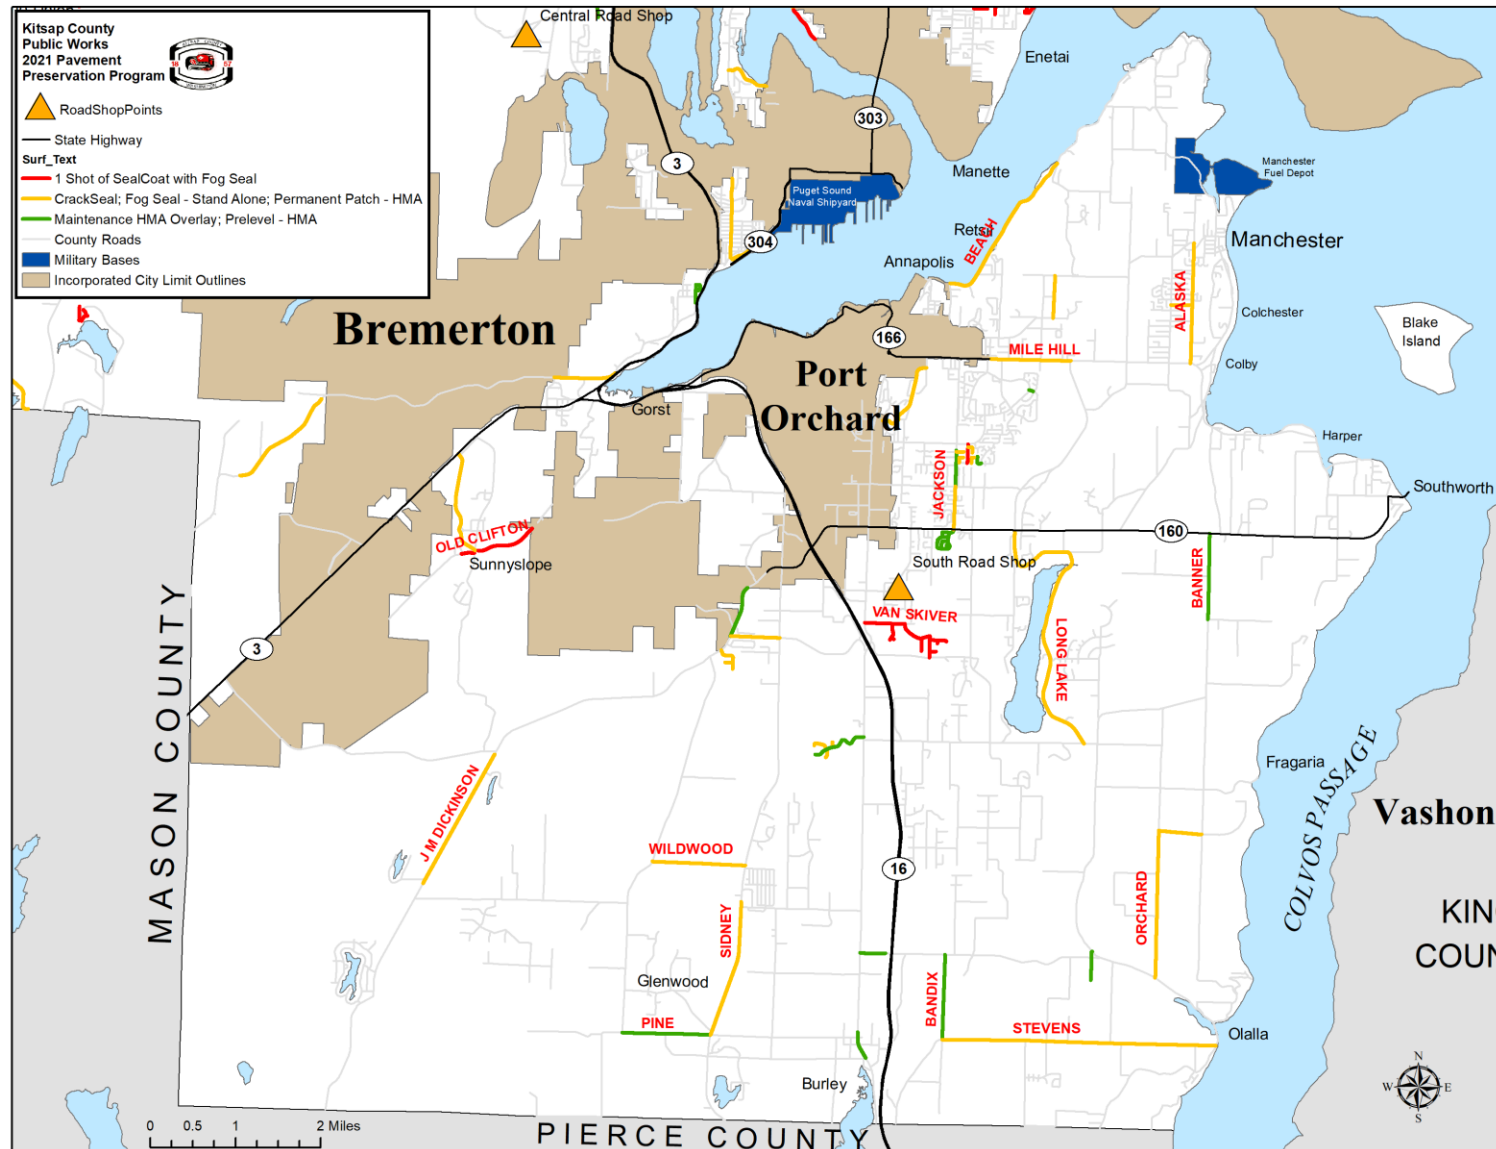 Kitsap County
Public Works
2021 Pavement
Preservation Program
18 57
RoadShopPoints
State Highway
Surf_Text
1 Shot of SealCoat with Fog Seal
CrackSeal; Fog Seal - Stand Alone; Permanent Patch - HMA
Maintenance HMA Overlay; Prelevel - HMA
County Roads
Military Bases
Incorporated City Limit Outlines
Central Road Shop
Enetai
303
3
Manette
Manchester
Fuel Depot
Puget Sound
Naval Shipyard
Retsil
BEACH
304
Annapolis
Manchester
ALASKA
Colchester
Bremerton
166
MILE HILL
Blake
Island
Colby
Port
Orchard
Gorst
Harper
JACKSON
Southworth
OLD CLIFTON
Sunnyslope
160
South Road Shop
BANNER
VAN SKIVER
LONG LAKE
3
MASON COUNTY
Fragaria
COLVOS PASSAGE
J M DICKINSON
Vashon
WILDWOOD
16
ORCHARD
SIDNEY
KIN
COUN
Glenwood
BANDIX
PINE
STEVENS
Olalla
Burley
N
W E
S
0 0.5 1 2 Miles
PIERCE COUNTY